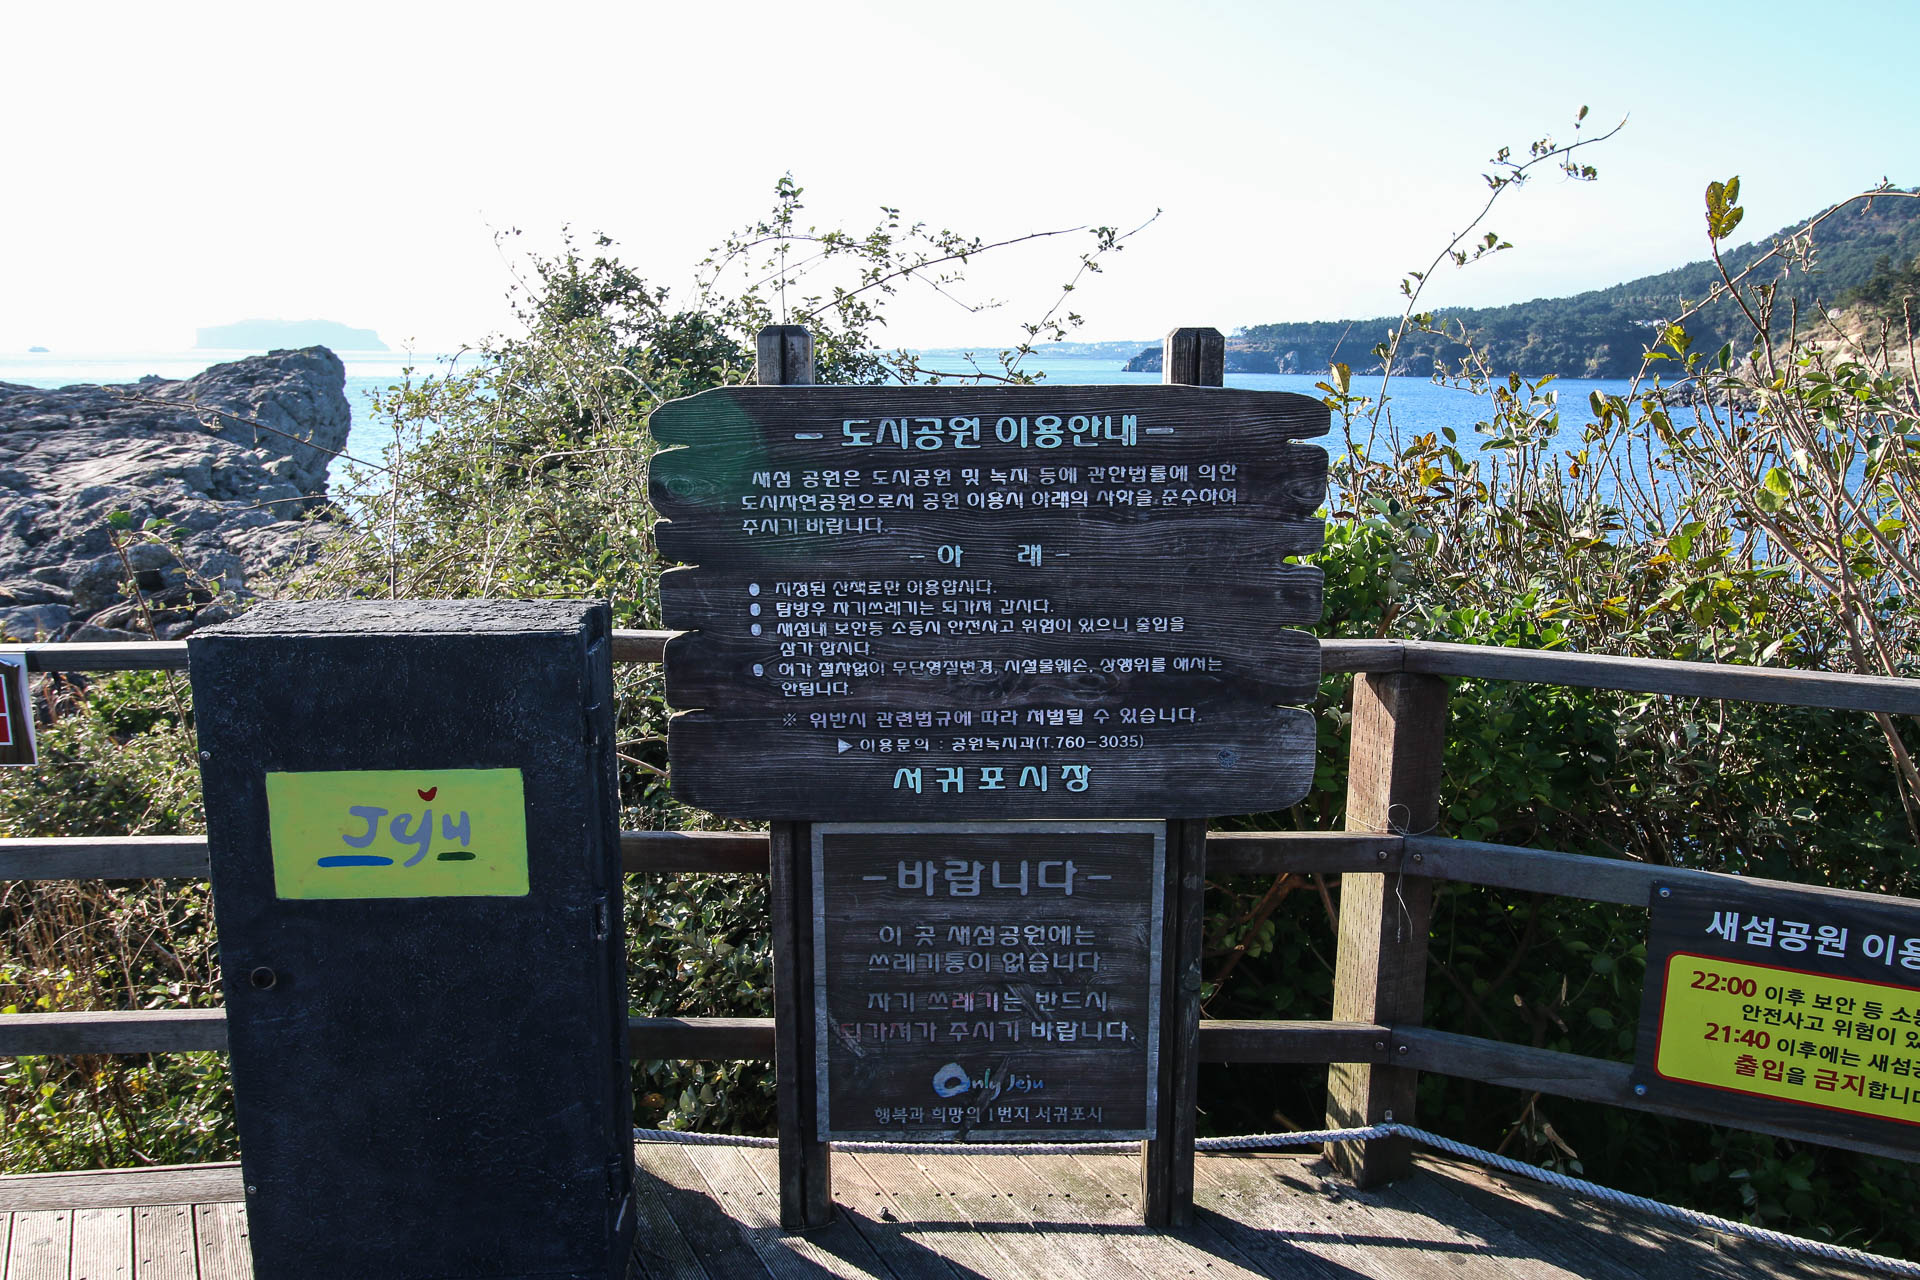 - 도시공원 이용안내 -
새섬 공원은 도시공원 및 녹지 등에 관한법률에 의한
도시자연공원으로서 공원 이용시 아래의 사항을 준수하여
주시기 바랍니다.
- 아 래 -
● 지정된 산책로만 이용합시다.
● 탐방후 자기쓰레기는 되가져 갑시다.
● 새섬내 보안등 소등시 안전사고 위험이 있으니 출입을
삼가 합시다.
● 허가 절차없이 무단형질변경, 시설물훼손, 상행위를 해서는
안됩니다.
※ 위반시 관련법규에 따라 처벌될 수 있습니다.
▶ 이용문의 : 공원녹지과(T.760-3035)
서귀포시장
Jeju
- 바랍니다 -
이 곳 새섬공원에는
쓰레기통이 없습니다.
자기 쓰레기는 반드시
되가져가 주시기 바랍니다.
Only Jeju
행복과 희망의 1번지 서귀포시
새섬공원 이용
22:00 이후 보안 등 소등
안전사고 위험이 있
21:40 이후에는 새섬공
출입을 금지합니다